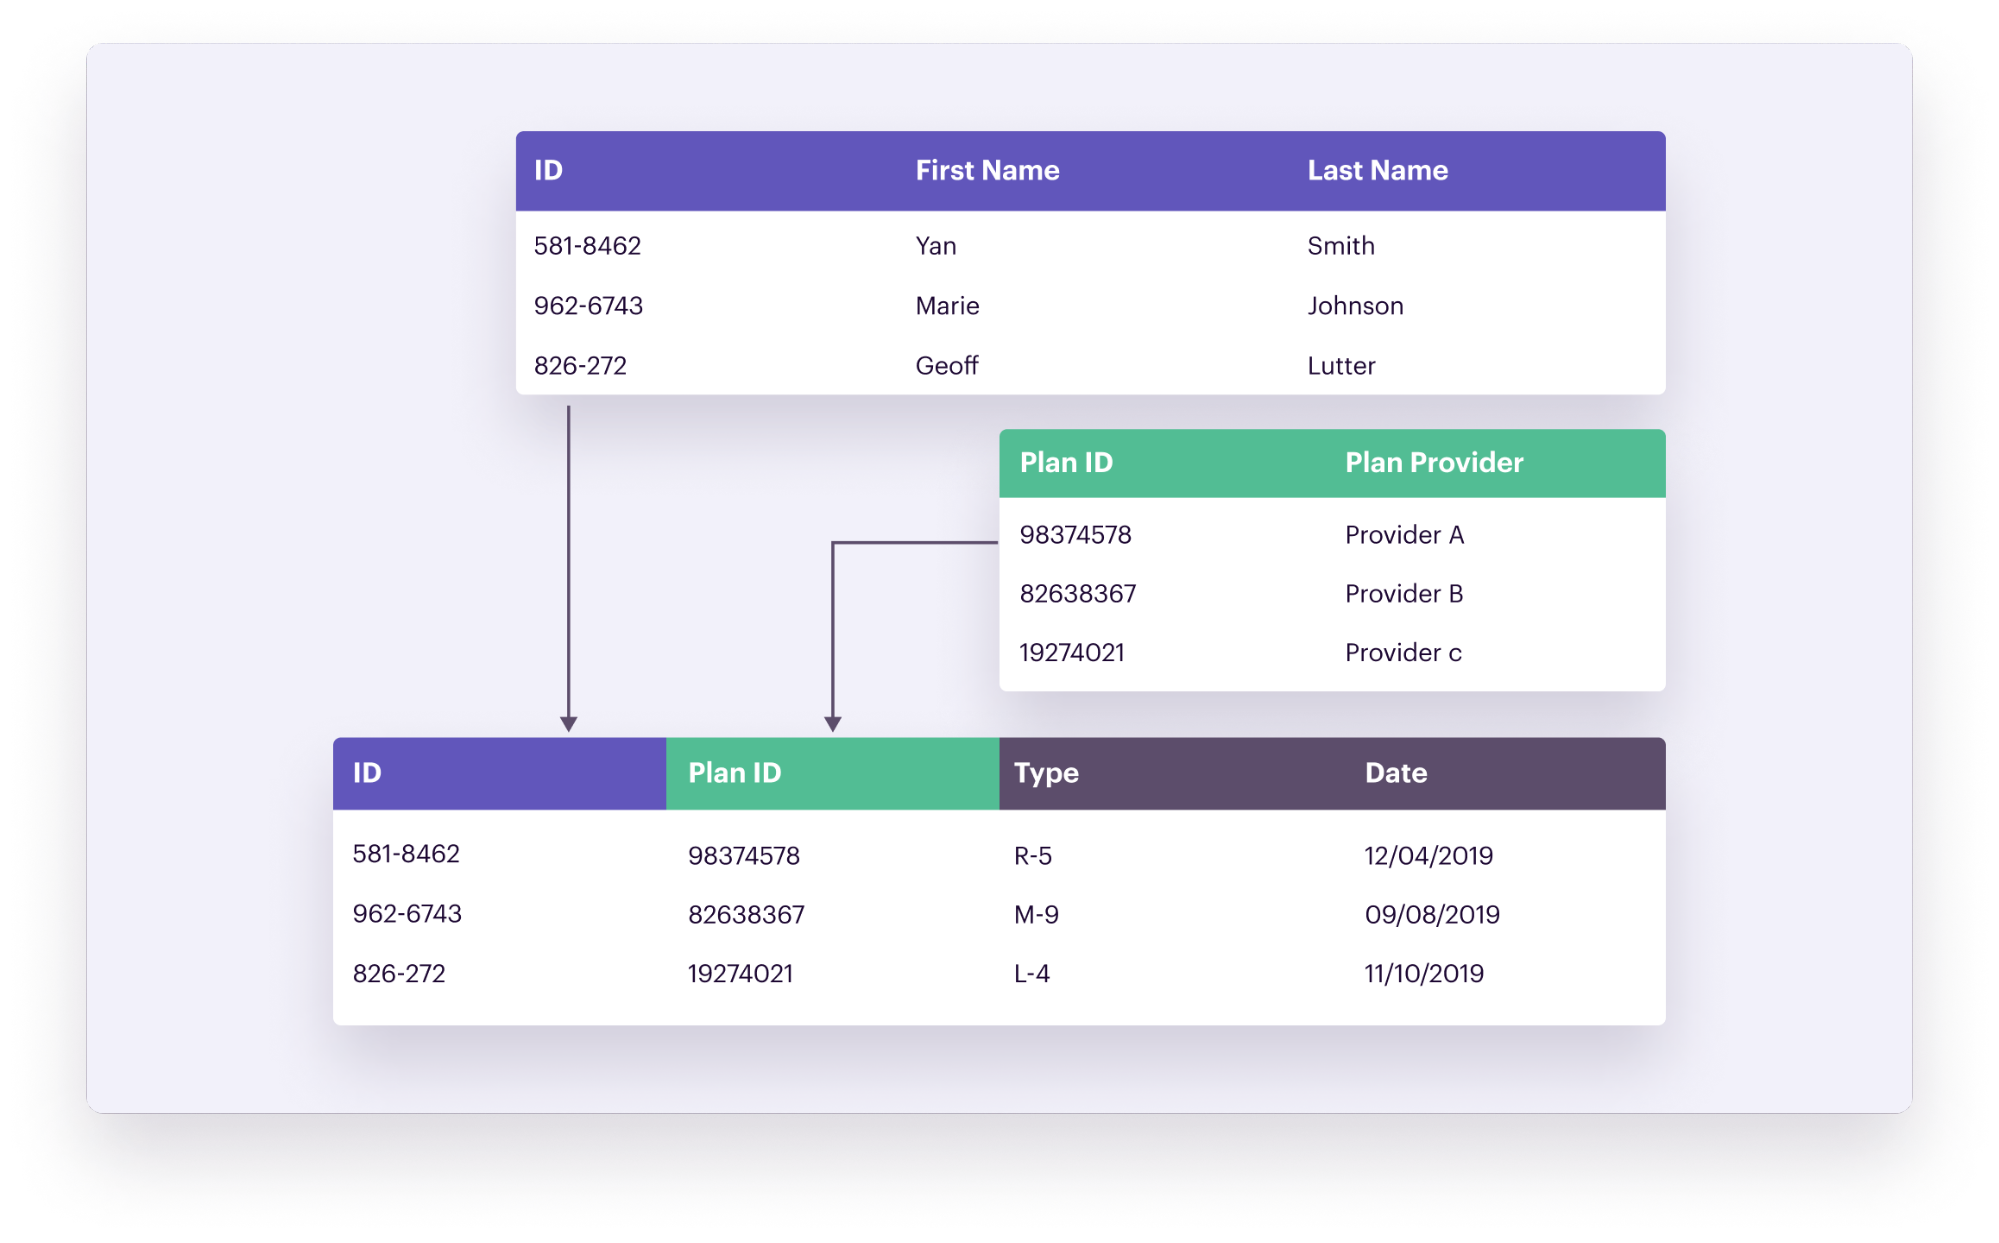 ID First Name Last Name
581-8462 Yan Smith
962-6743 Marie Johnson
826-272 Geoff Lutter
Plan ID Plan Provider
98374578 Provider A
82638367 Provider B
19274021 Provider c
ID Plan ID Type Date
581-8462 98374578 R-5 12/04/2019
962-6743 82638367 M-9 09/08/2019
826-272 19274021 L-4 11/10/2019